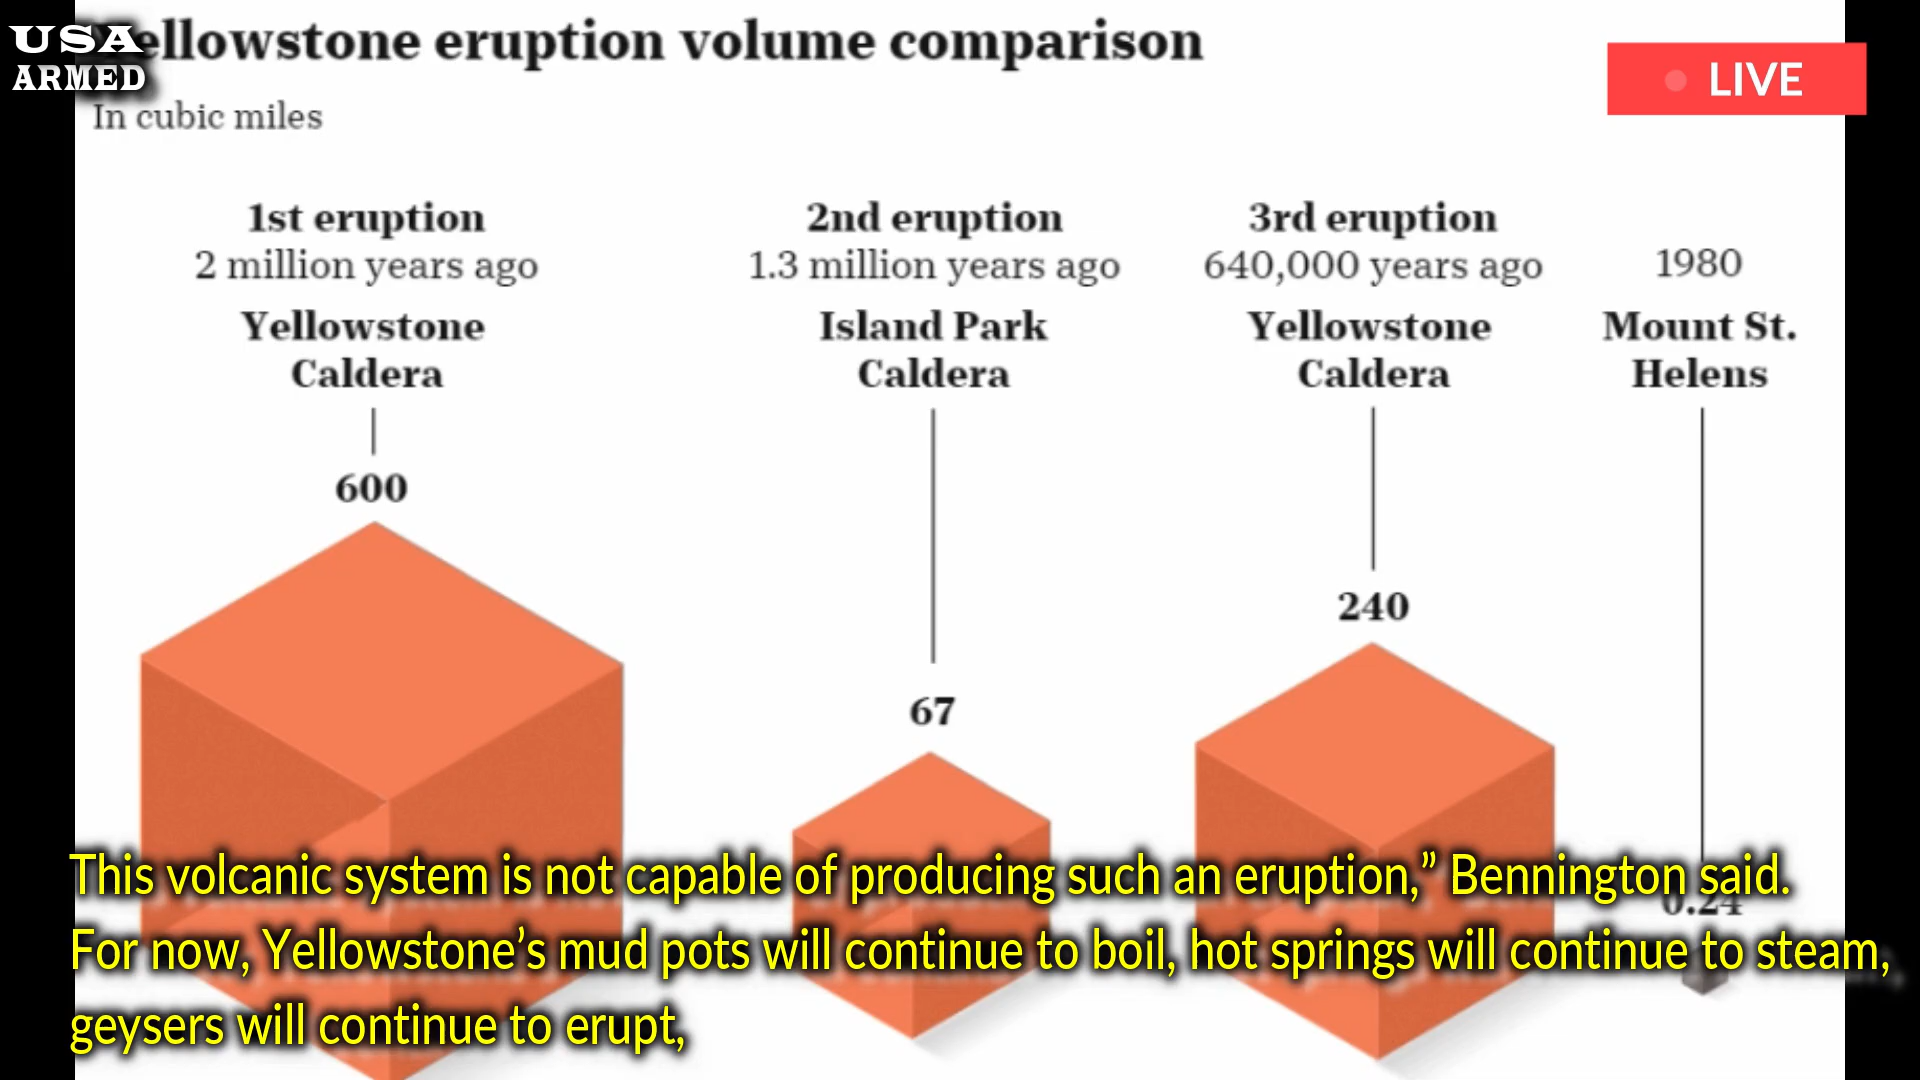 USA
ARMED
ellowstone eruption volume comparison
In cubic miles
LIVE
1st eruption
2 million years ago
Yellowstone
Caldera
600
2nd eruption
1.3 million years ago
Island Park
Caldera
67
3rd eruption
640,000 years ago
Yellowstone
Caldera
240
1980
Mount St.
Helens
0.24
This volcanic system is not capable of producing such an eruption,” Bennington said.
For now, Yellowstone’s mud pots will continue to boil, hot springs will continue to steam,
geysers will continue to erupt,